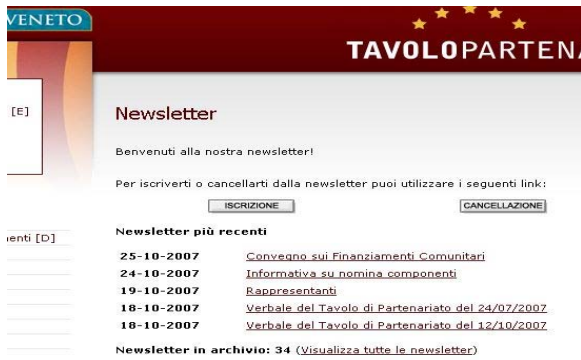 VENETO
TAVOLOPARTENA
[E]
Newsletter
Benvenuti alla nostra newsletter!
Per iscriverti o cancellarti dalla newsletter puoi utilizzare i seguenti link:
ISCRIZIONE CANCELLAZIONE
Newsletter più recenti
nenti [D]
25-10-2007 Convegno sui Finanziamenti Comunitari
24-10-2007 Informativa su nomina componenti
19-10-2007 Rappresentanti
18-10-2007 Verbale del Tavolo di Partenariato del 24/07/2007
18-10-2007 Verbale del Tavolo di Partenariato del 12/10/2007
Newsletter in archivio: 34 (Visualizza tutte le newsletter)